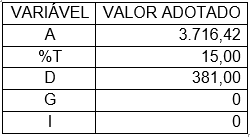 VARIÁVEL VALOR ADOTADO
A 3.716,42
%T 15,00
D 381,00
G 0
I 0